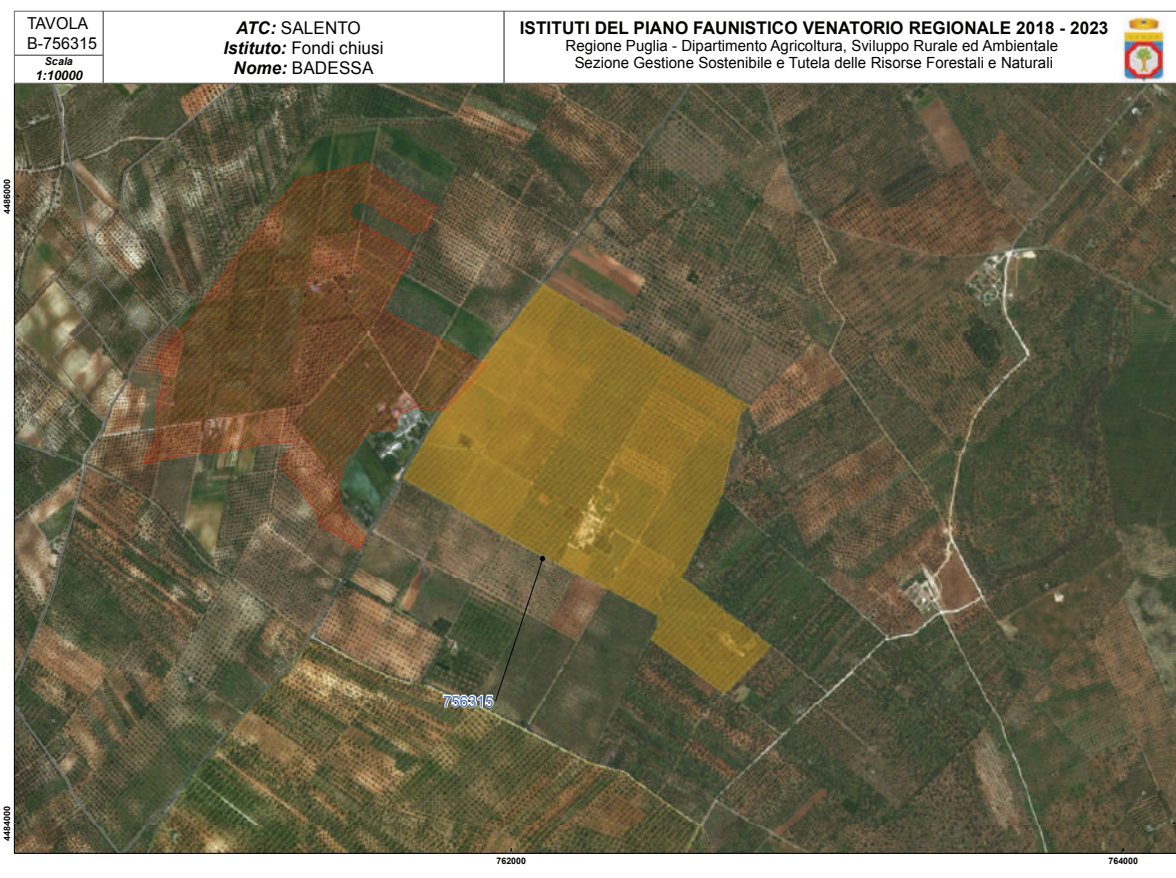 TAVOLA
B-756315
Scala
1:10000
ATC: SALENTO
Istituto: Fondi chiusi
Nome: BADESSA
ISTITUTI DEL PIANO FAUNISTICO VENATORIO REGIONALE 2018 - 2023
Regione Puglia - Dipartimento Agricoltura, Sviluppo Rurale ed Ambientale
Sezione Gestione Sostenibile e Tutela delle Risorse Forestali e Naturali
4486000
756315
4484000
762000
764000